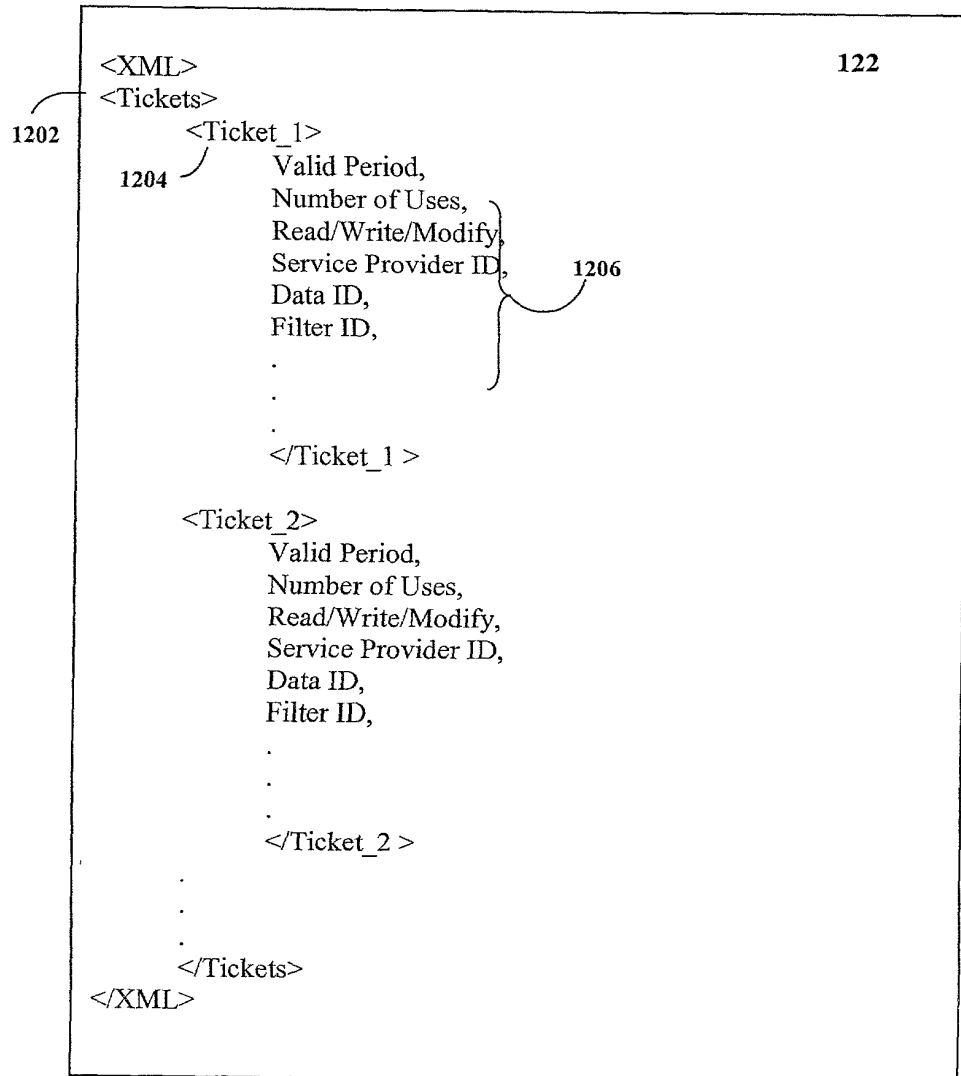 <XML> 122
1202 <Tickets>
<Ticket_1>
1204 Valid Period,
Number of Uses,
Read/Write/Modify,
Service Provider ID, 1206
Data ID,
Filter ID,
.
.
.
</Ticket_1 >
<Ticket_2>
Valid Period,
Number of Uses,
Read/Write/Modify,
Service Provider ID,
Data ID,
Filter ID,
.
.
.
</Ticket_2 >
.
.
.
</Tickets>
</XML>